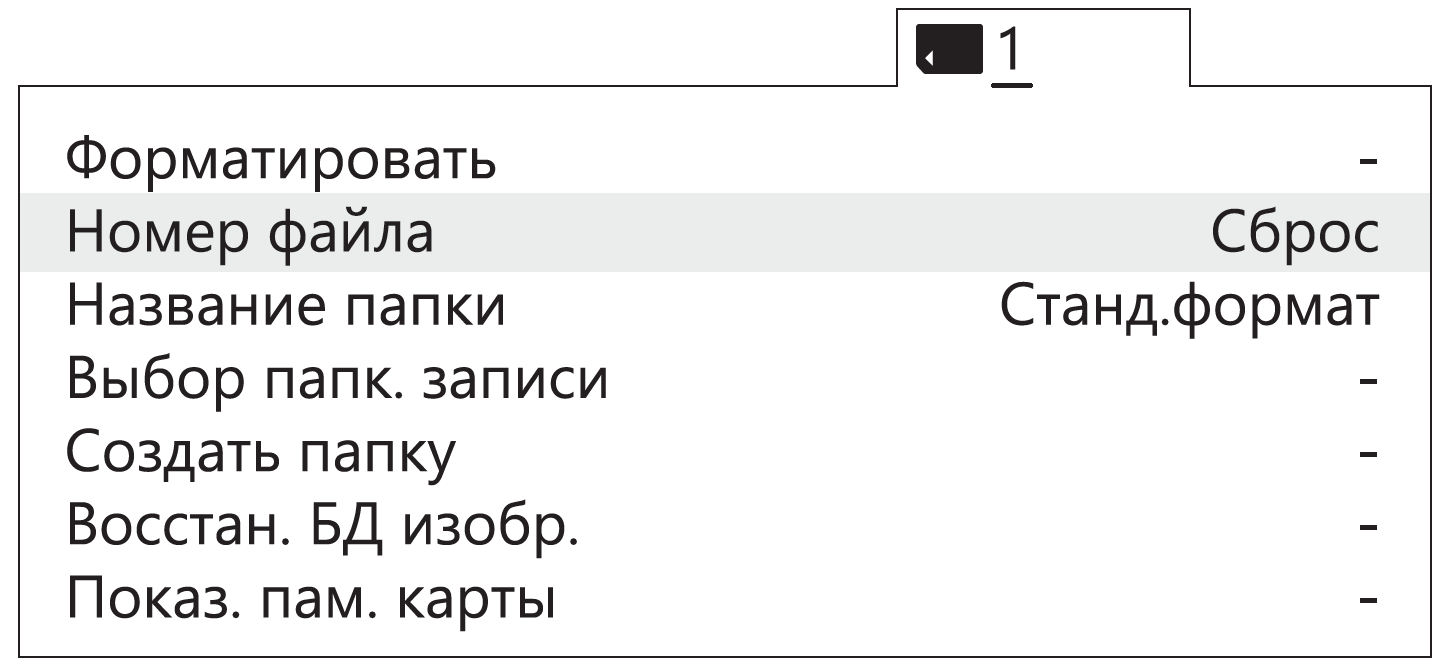 1
Форматировать -
Номер файла Сброс
Название папки Станд.формат
Выбор папк. записи -
Создать папку -
Восстан. БД изобр. -
Показ. пам. карты -